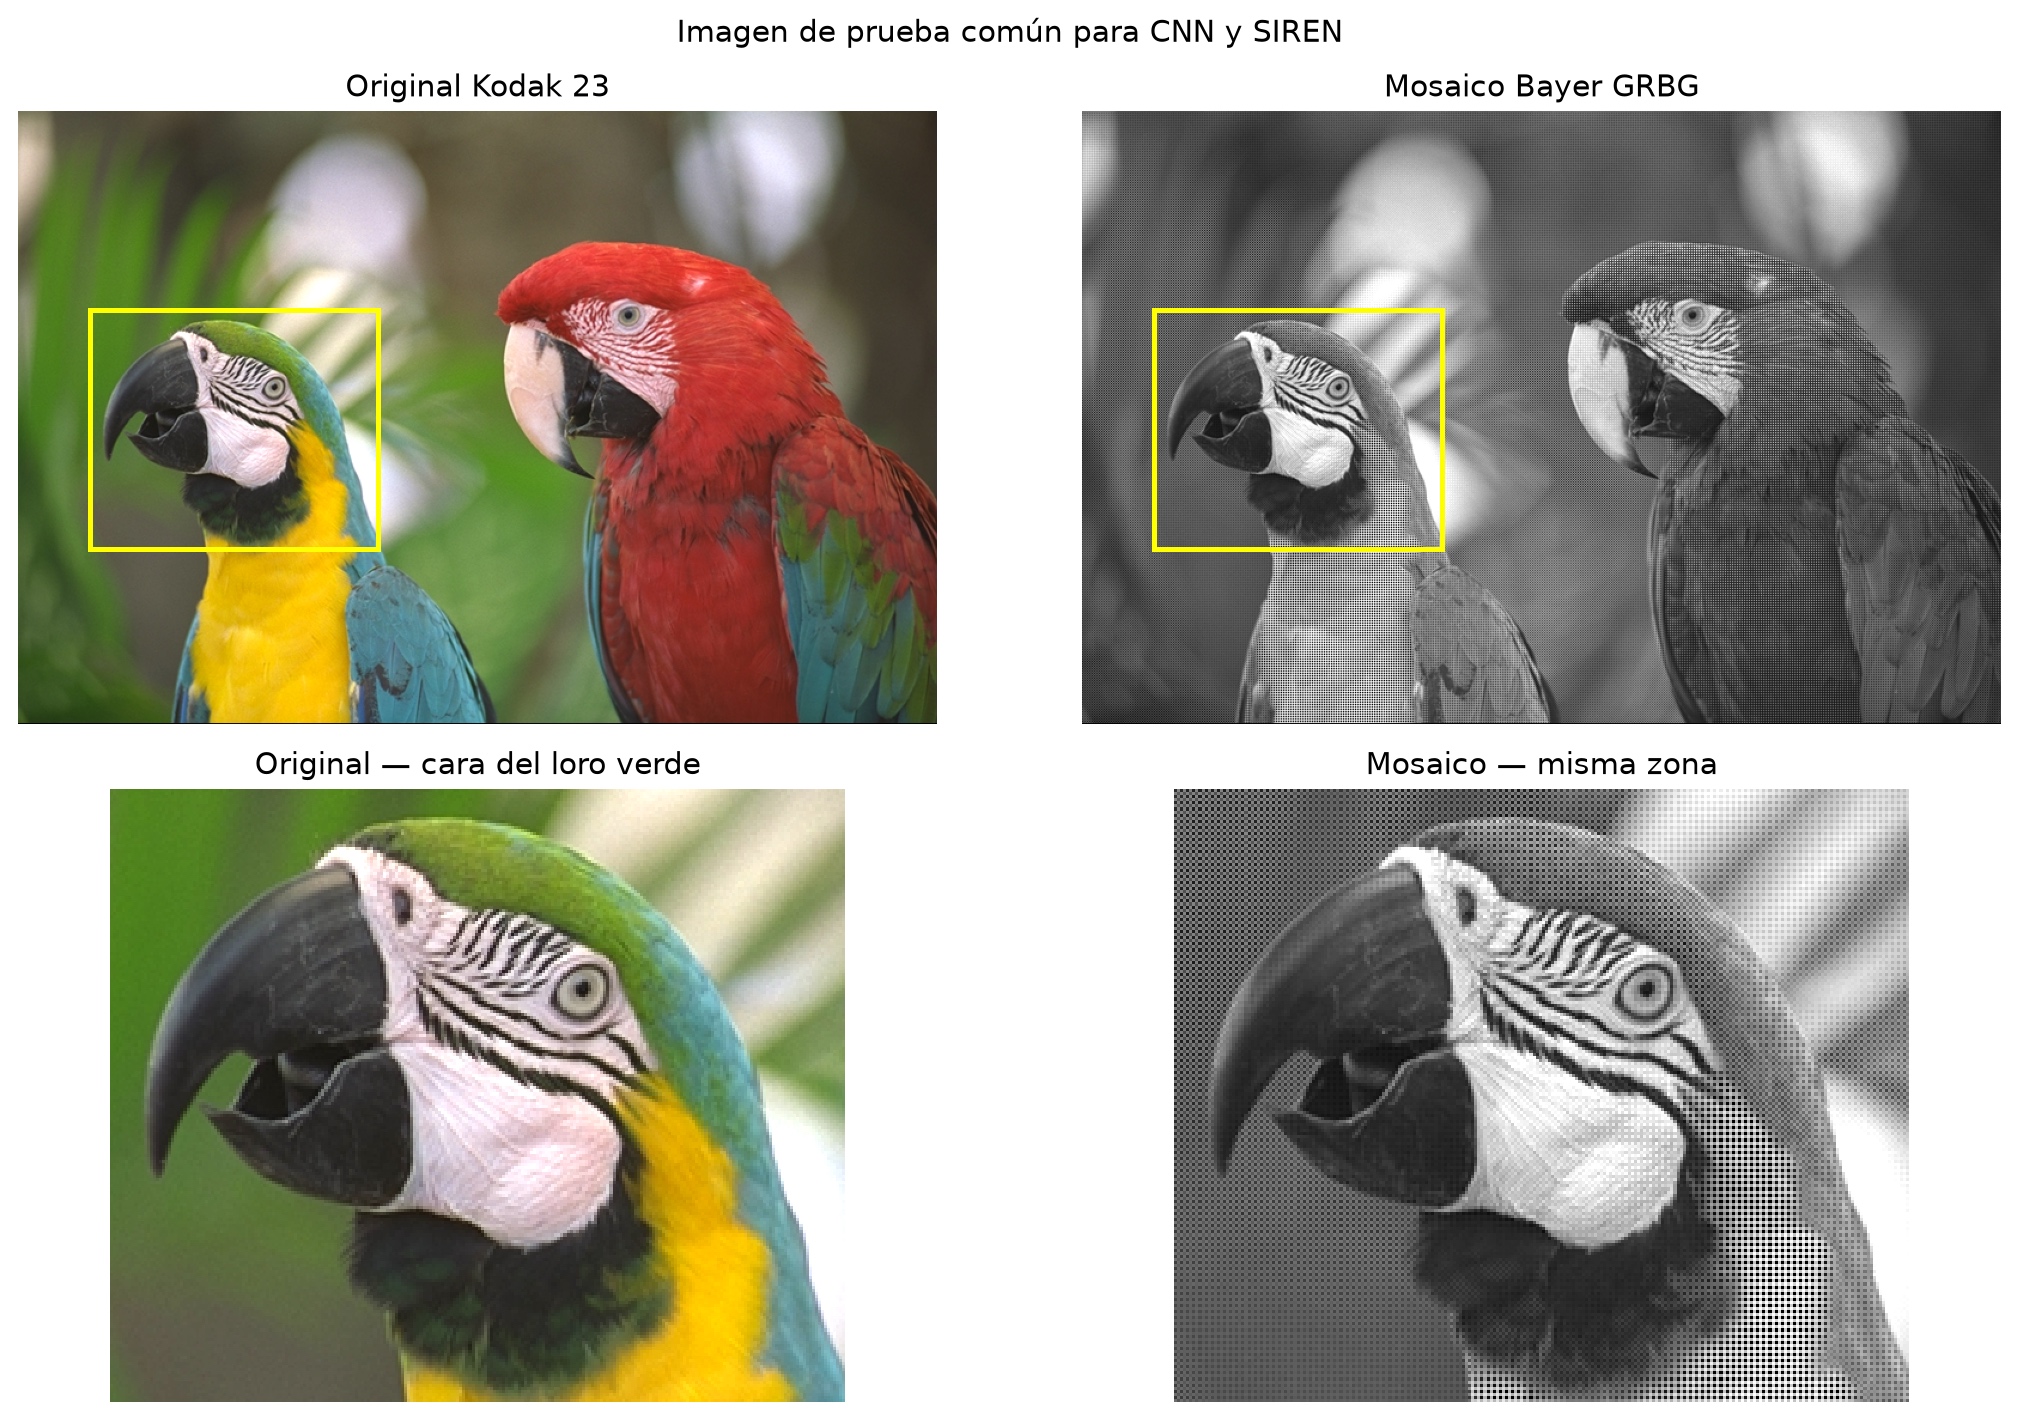 Imagen de prueba común para CNN y SIREN
Original Kodak 23
Mosaico Bayer GRBG
Original — cara del loro verde
Mosaico — misma zona